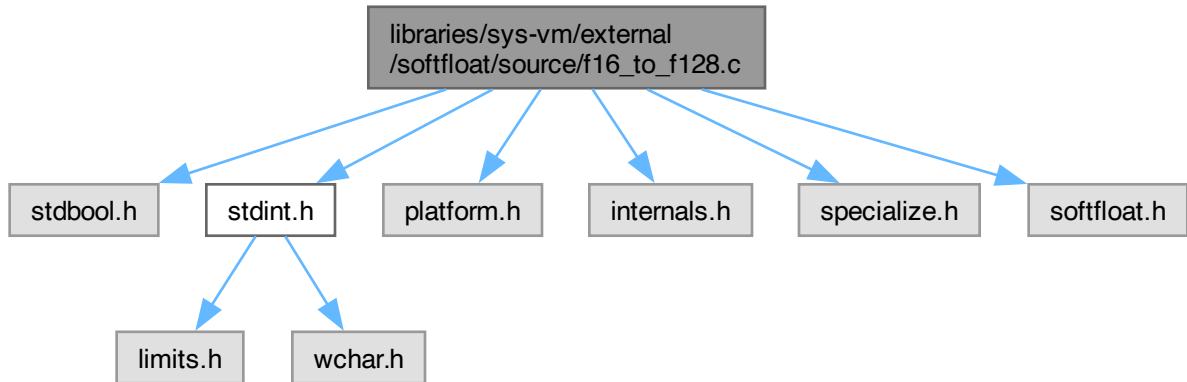 libraries/sys-vm/external
/softfloat/source/f16_to_f128.c
stdbool.h
stdint.h
platform.h
internals.h
specialize.h
softfloat.h
limits.h
wchar.h